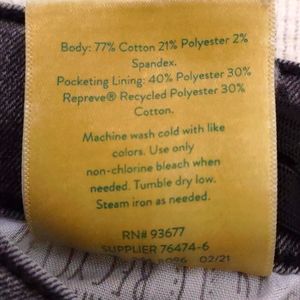 Body: 77% Cotton 21% Polyester 2%
Spandex.
Pocketing Lining: 40% Polyester 30%
Repreve® Recycled Polyester 30%
Cotton.
Machine wash cold with like
colors. Use only
non-chlorine bleach when
needed. Tumble dry low.
Steam iron as needed.
RN# 93677
SUPPLIER 76474-6
02/21